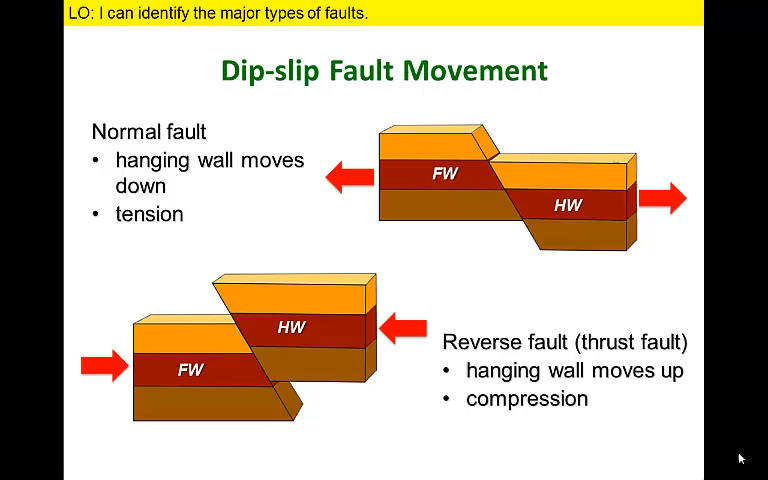 LO: I can identify the major types of faults.
Dip-slip Fault Movement
Normal fault
• hanging wall moves
down
• tension
FW
HW
HW
FW
Reverse fault (thrust fault)
• hanging wall moves up
• compression